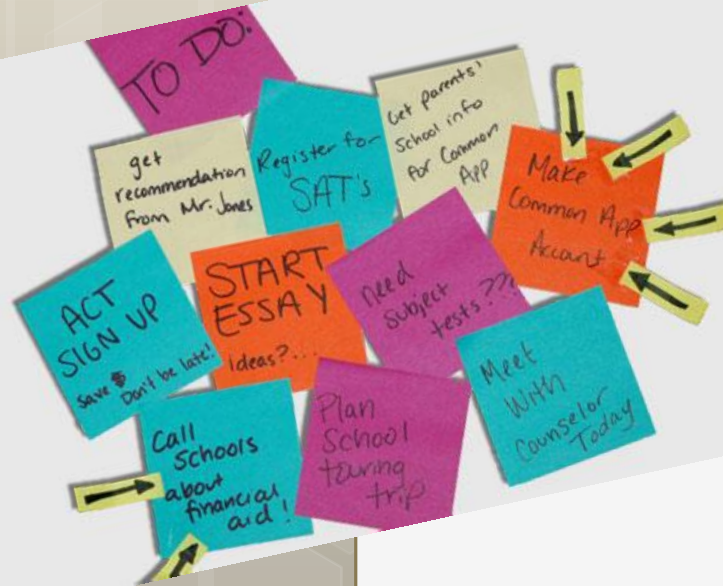 TO DO:
get
recommendation
from Mr. Jones
Register for
SAT's
Get parents'
School info
for Common
App
Make
Common App
Account
ACT
SIGN UP
Save $
Don't be late!
START
ESSAY
ideas?...
need
subject
tests???
Meet
With
Counselor
Today
Call
Schools
about
financial
aid!
Plan
School
touring
trip